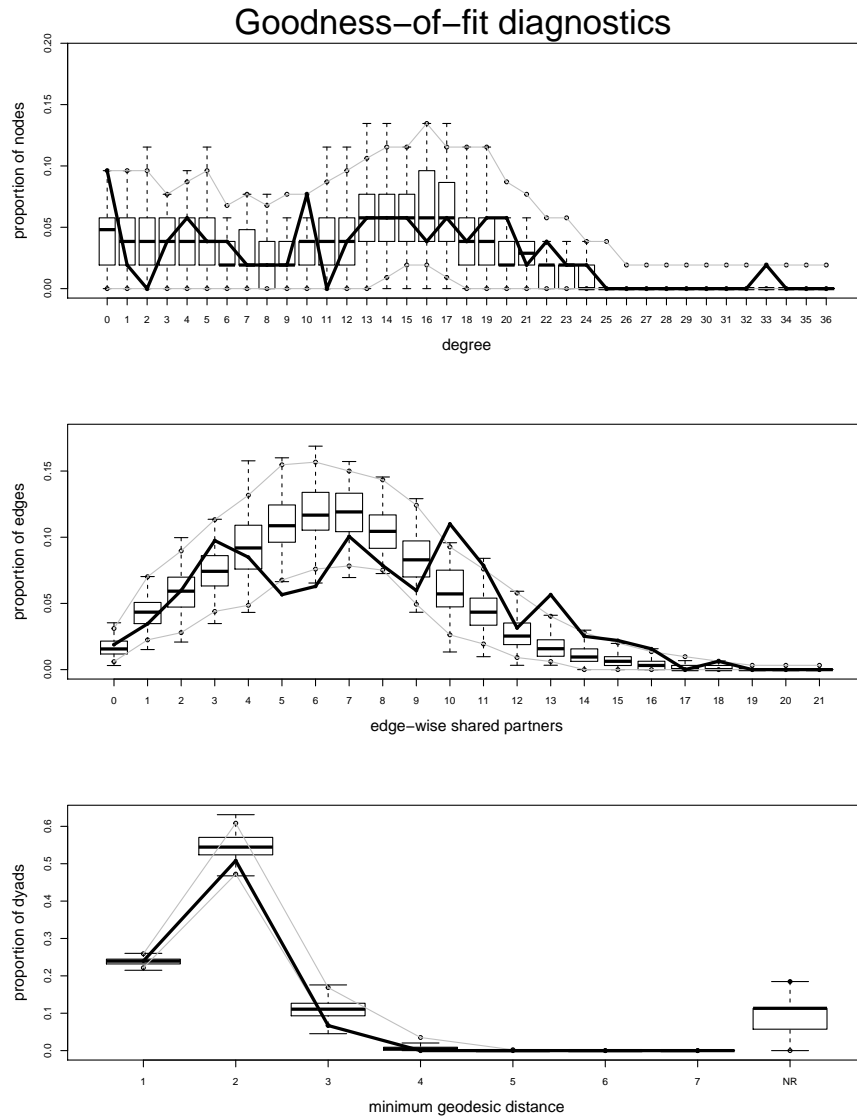 Goodness−of−fit diagnostics
proportion of nodes
0.20
0.15
0.10
0.05
0.00
0 1 2 3 4 5 6 7 8 9 10 11 12 13 14 15 16 17 18 19 20 21 22 23 24 25 26 27 28 29 30 31 32 33 34 35 36
degree
proportion of edges
0.15
0.10
0.05
0.00
0 1 2 3 4 5 6 7 8 9 10 11 12 13 14 15 16 17 18 19 20 21
edge−wise shared partners
proportion of dyads
0.6
0.5
0.4
0.3
0.2
0.1
0.0
1 2 3 4 5 6 7 NR
minimum geodesic distance